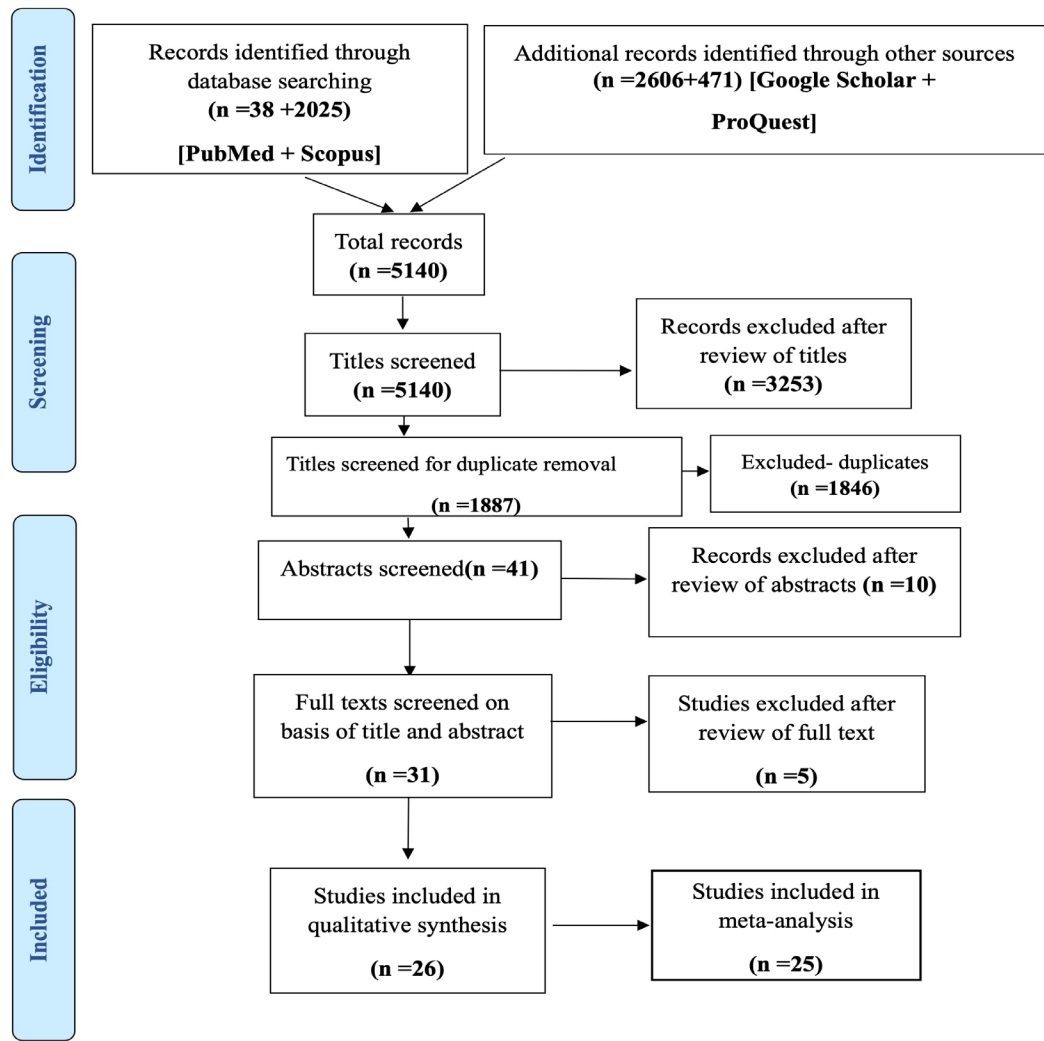 Identification
Records identified through
database searching
(n =38 +2025)
[PubMed + Scopus]
Additional records identified through other sources
(n =2606+471) [Google Scholar +
ProQuest]
Total records
(n =5140)
Screening
Titles screened
(n =5140)
Records excluded after
review of titles
(n =3253)
Titles screened for duplicate removal
(n =1887)
Excluded- duplicates
(n =1846)
Eligibility
Abstracts screened(n =41)
Records excluded after
review of abstracts (n =10)
Full texts screened on
basis of title and abstract
(n =31)
Studies excluded after
review of full text
(n =5)
Included
Studies included in
qualitative synthesis
(n =26)
Studies included in
meta-analysis
(n =25)